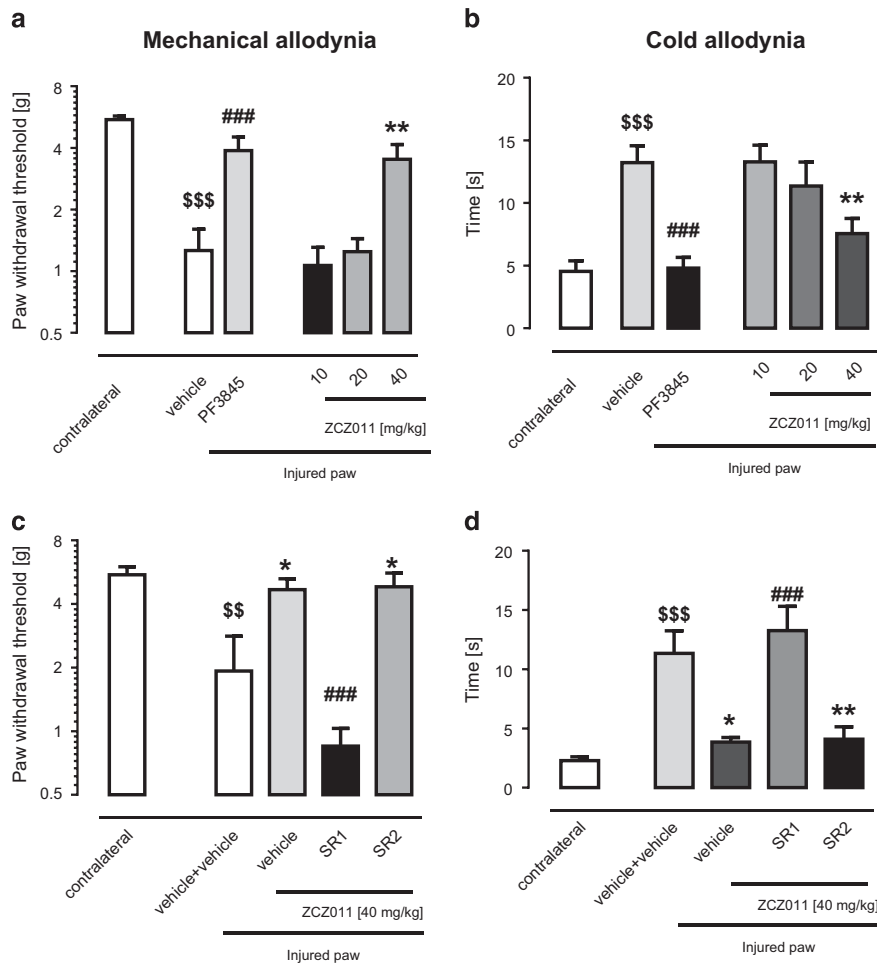 a
Mechanical allodynia
Paw withdrawal threshold [g]
8
4
2
1
0.5
$$$
###
**
contralateral
vehicle
PF3845
10
20
40
ZCZ011 [mg/kg]
Injured paw
b
Cold allodynia
Time [s]
20
15
10
5
0
$$$
###
**
contralateral
vehicle
PF3845
10
20
40
ZCZ011 [mg/kg]
Injured paw
c
Paw withdrawal threshold [g]
8
4
2
1
0.5
$$
*
###
*
contralateral
vehicle+vehicle
vehicle
SR1
SR2
ZCZ011 [40 mg/kg]
Injured paw
d
Time [s]
20
15
10
5
0
$$$
*
###
**
contralateral
vehicle+vehicle
vehicle
SR1
SR2
ZCZ011 [40 mg/kg]
Injured paw